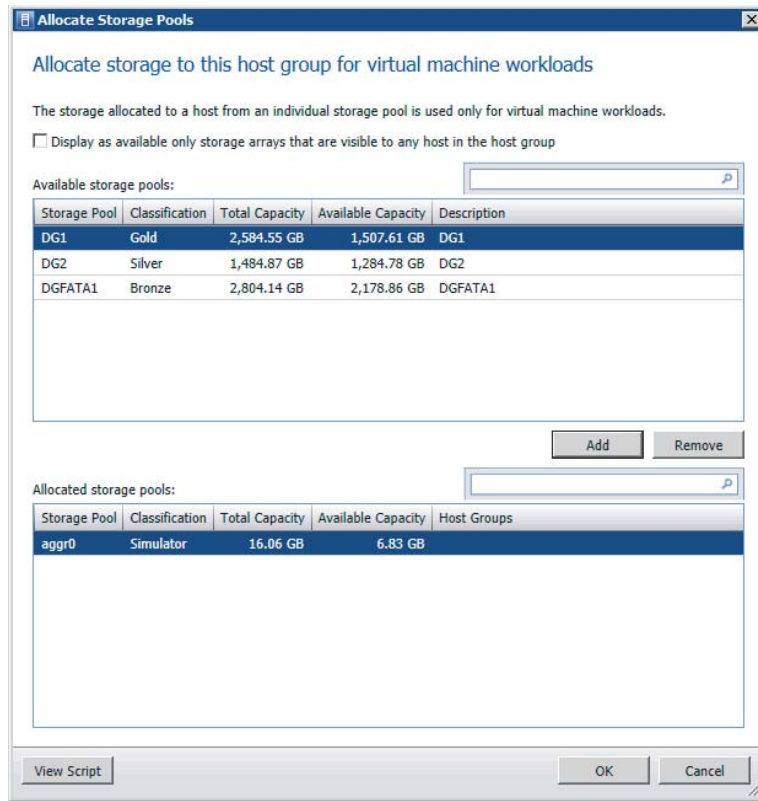 Allocate Storage Pools
Allocate storage to this host group for virtual machine workloads
The storage allocated to a host from an individual storage pool is used only for virtual machine workloads.
Display as available only storage arrays that are visible to any host in the host group
Available storage pools:
Storage Pool Classification Total Capacity Available Capacity Description
DG1 Gold 2,584.55 GB 1,507.61 GB DG1
DG2 Silver 1,484.87 GB 1,284.78 GB DG2
DGFATA1 Bronze 2,804.14 GB 2,178.86 GB DGFATA1
Add Remove
Allocated storage pools:
Storage Pool Classification Total Capacity Available Capacity Host Groups
aggr0 Simulator 16.06 GB 6.83 GB
View Script OK Cancel